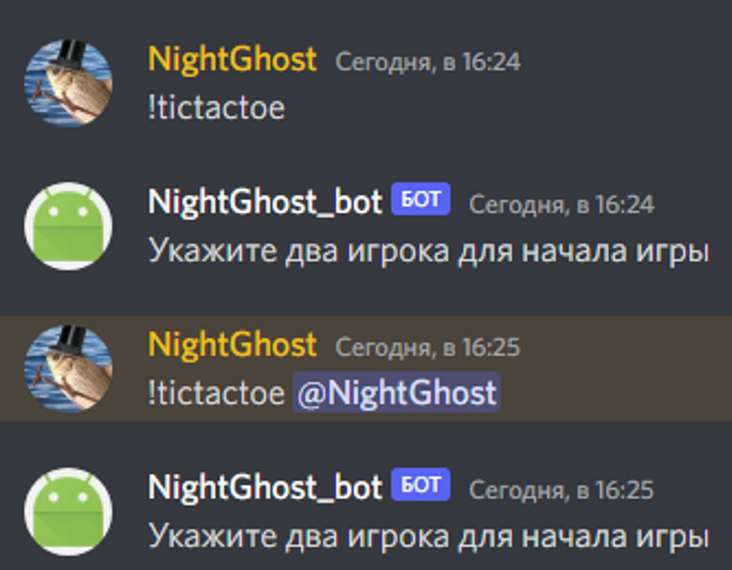 NightGhost Сегодня, в 16:24
!tictactoe
NightGhost_bot БОТ Сегодня, в 16:24
Укажите два игрока для начала игры
NightGhost Сегодня, в 16:25
!tictactoe @NightGhost
NightGhost_bot БОТ Сегодня, в 16:25
Укажите два игрока для начала игры